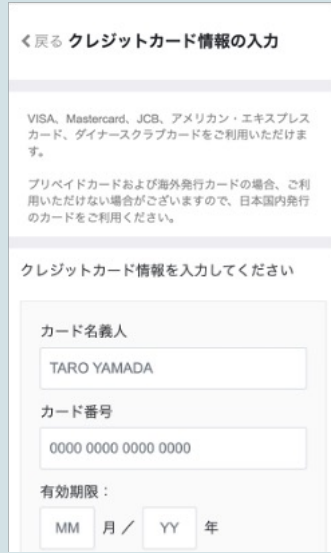 戻る クレジットカード情報の入力
VISA、Mastercard、JCB、アメリカン・エキスプレス
カード、ダイナースクラブカードをご利用いただけま
す。
プリペイドカードおよび海外発行カードの場合、ご利
用いただけない場合がございますので、日本国内発行
のカードをご利用ください。
クレジットカード情報を入力してください
カード名義人
TARO YAMADA
カード番号
0000 0000 0000 0000
有効期限：
MM 月 / YY 年